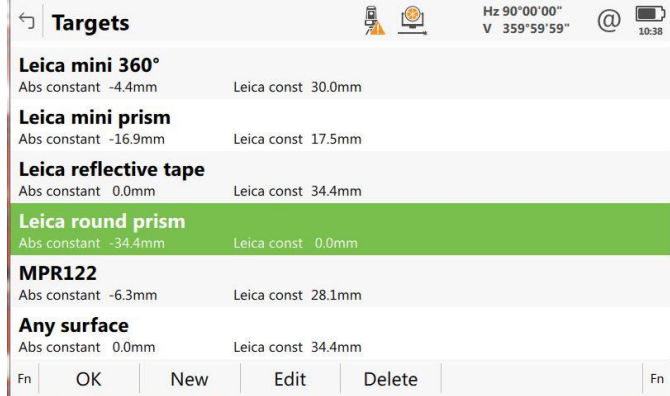 Targets
Hz 90°00'00"
V 359°59'59"
@
10:38
Leica mini 360°
Abs constant -4.4mm Leica const 30.0mm
Leica mini prism
Abs constant -16.9mm Leica const 17.5mm
Leica reflective tape
Abs constant 0.0mm Leica const 34.4mm
Leica round prism
Abs constant -34.4mm Leica const 0.0mm
MPR122
Abs constant -6.3mm Leica const 28.1mm
Any surface
Abs constant 0.0mm Leica const 34.4mm
Fn OK New Edit Delete Fn